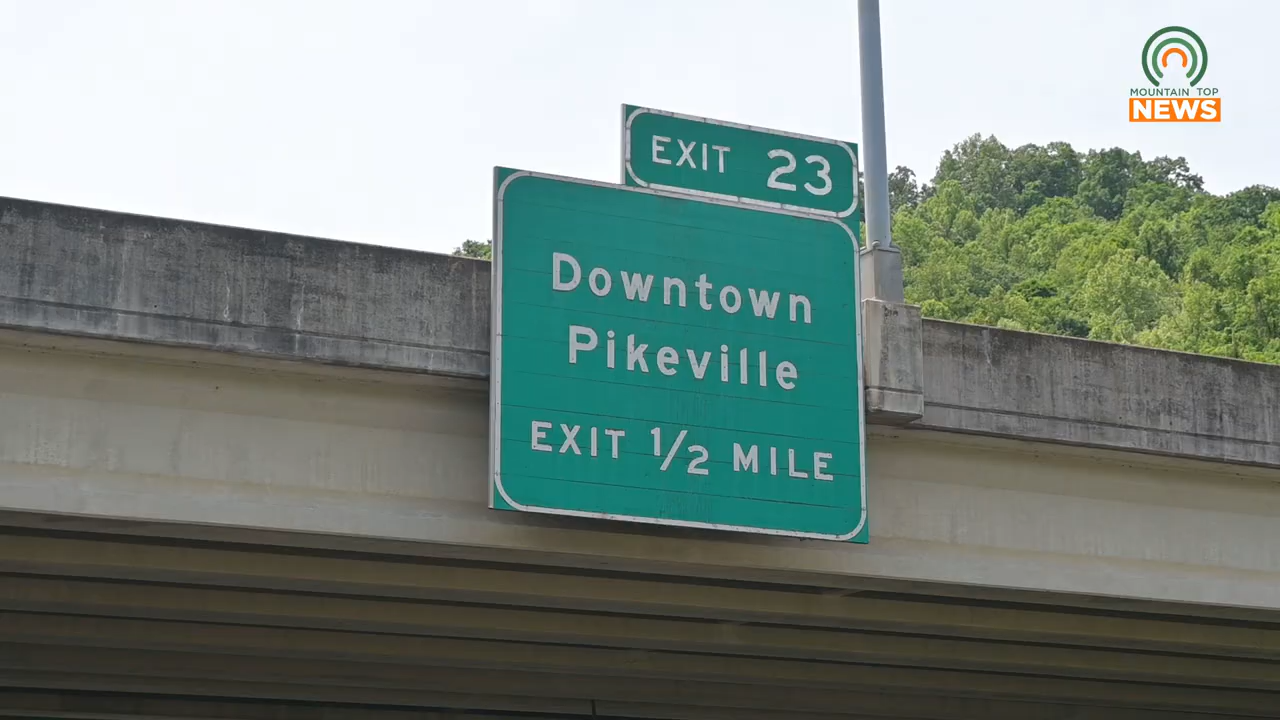 MOUNTAIN TOP
NEWS
EXIT 23
Downtown
Pikeville
EXIT 1/2 MILE